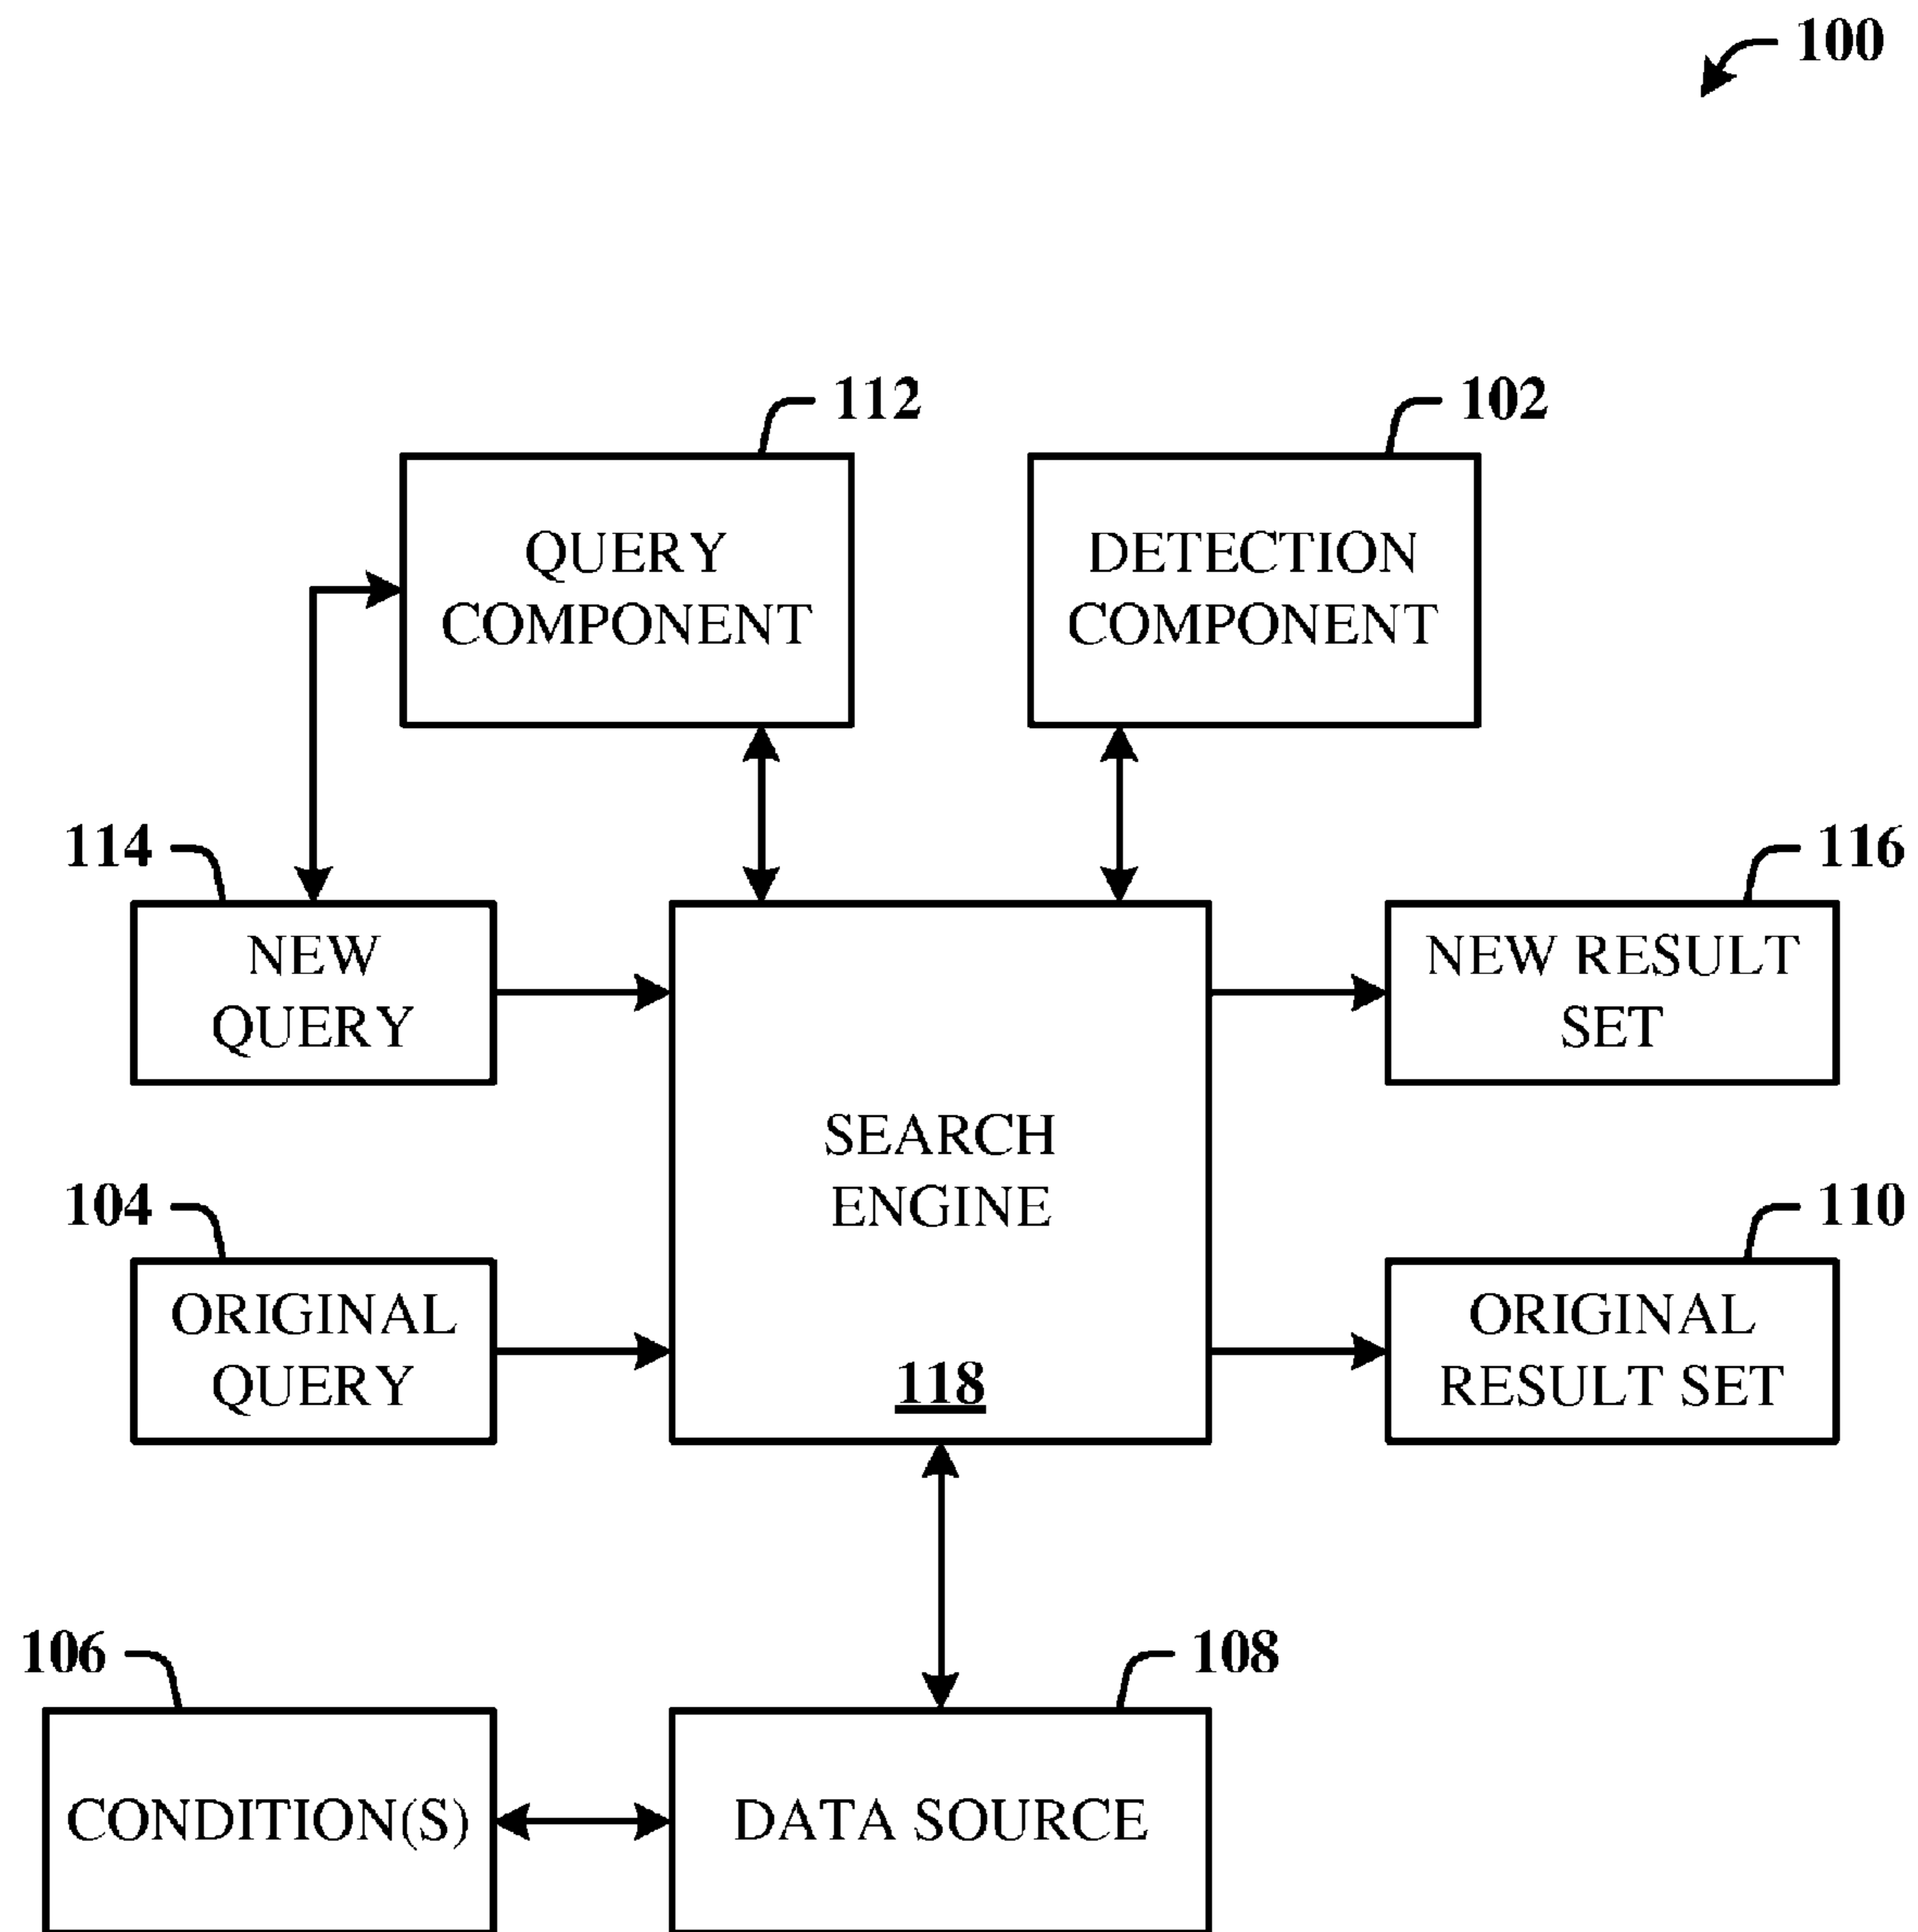 100
112
102
QUERY
COMPONENT
DETECTION
COMPONENT
114
116
NEW
QUERY
NEW RESULT
SET
SEARCH
ENGINE
118
104
110
ORIGINAL
QUERY
ORIGINAL
RESULT SET
106
108
CONDITION(S)
DATA SOURCE